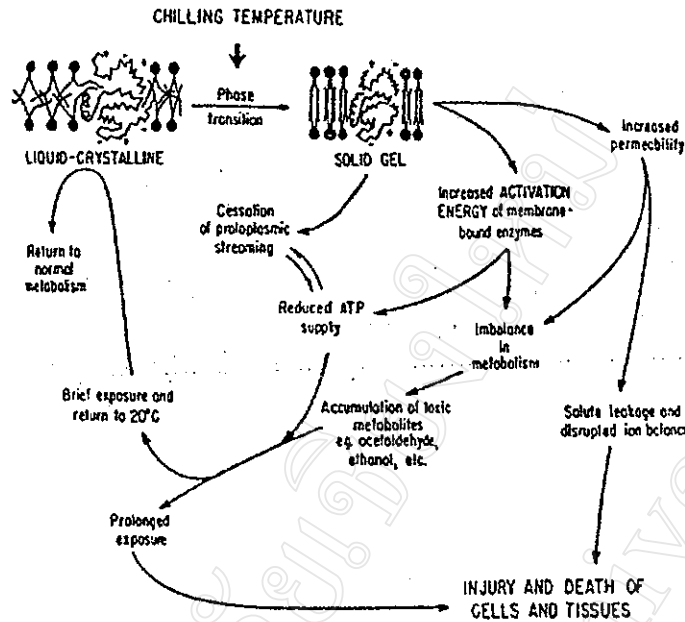 CHILLING TEMPERATURE
Phase
transition
LIQUID-CRYSTALLINE
SOLID GEL
Increased
permeability
Increased ACTIVATION
ENERGY of membrane-
bound enzymes
Cessation
of protoplasmic
streaming
Return to
normal
metabolism
Reduced ATP
supply
Imbalance
in
metabolism
Brief exposure and
return to 20°C
Accumulation of toxic
metabolites
e.g. acetaldehyde,
ethanol, etc.
Solute leakage and
disrupted ion balance
Prolonged
exposure
INJURY AND DEATH OF
CELLS AND TISSUES